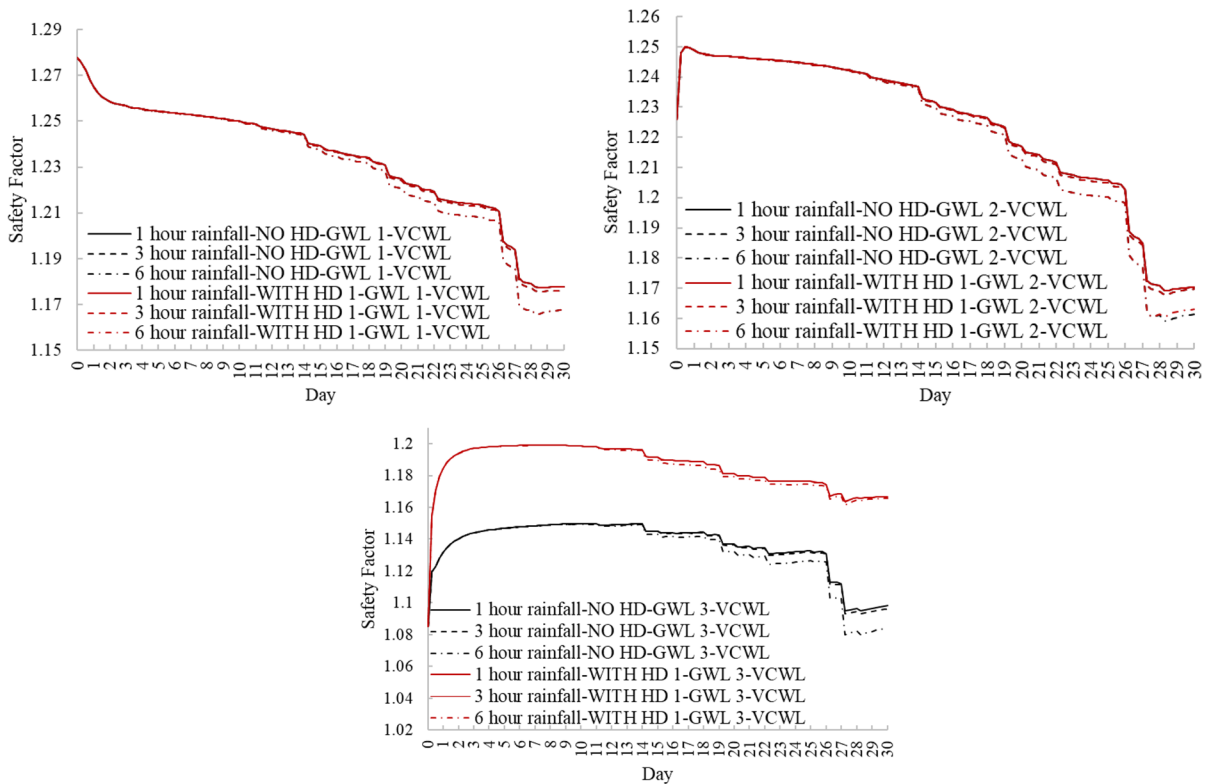 1.29
1.27
1.25
1.23
1.21
1.19
1.17
1.15
Safety Factor
1 hour rainfall-NO HD-GWL 1-VCWL
3 hour rainfall-NO HD-GWL 1-VCWL
6 hour rainfall-NO HD-GWL 1-VCWL
1 hour rainfall-WITH HD 1-GWL 1-VCWL
3 hour rainfall-WITH HD 1-GWL 1-VCWL
6 hour rainfall-WITH HD 1-GWL 1-VCWL
0 1 2 3 4 5 6 7 8 9 10 11 12 13 14 15 16 17 18 19 20 21 22 23 24 25 26 27 28 29 30
Day
1.26
1.25
1.24
1.23
1.22
1.21
1.2
1.19
1.18
1.17
1.16
1.15
Safety Factor
1 hour rainfall-NO HD-GWL 2-VCWL
3 hour rainfall-NO HD-GWL 2-VCWL
6 hour rainfall-NO HD-GWL 2-VCWL
1 hour rainfall-WITH HD 1-GWL 2-VCWL
3 hour rainfall-WITH HD 1-GWL 2-VCWL
6 hour rainfall-WITH HD 1-GWL 2-VCWL
0 1 2 3 4 5 6 7 8 9 10 11 12 13 14 15 16 17 18 19 20 21 22 23 24 25 26 27 28 29 30
Day
1.2
1.18
1.16
1.14
1.12
1.1
1.08
1.06
1.04
1.02
Safety Factor
1 hour rainfall-NO HD-GWL 3-VCWL
3 hour rainfall-NO HD-GWL 3-VCWL
6 hour rainfall-NO HD-GWL 3-VCWL
1 hour rainfall-WITH HD 1-GWL 3-VCWL
3 hour rainfall-WITH HD 1-GWL 3-VCWL
6 hour rainfall-WITH HD 1-GWL 3-VCWL
0 1 2 3 4 5 6 7 8 9 10 11 12 13 14 15 16 17 18 19 20 21 22 23 24 25 26 27 28 29 30
Day